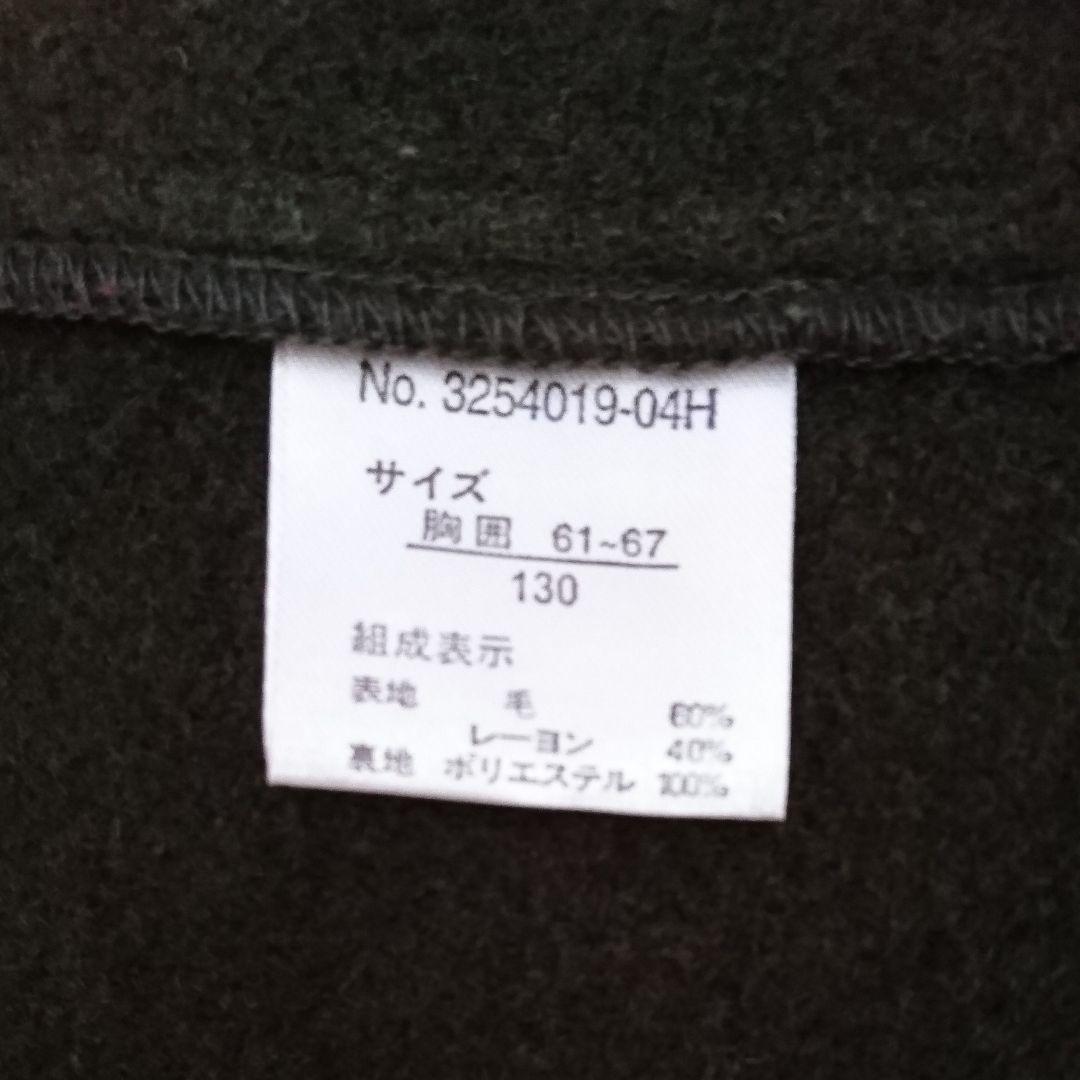 No. 3254019-04H
サイズ
胸囲 61~67
130
組成表示
表地 毛 60%
レーヨン 40%
裏地 ポリエステル 100%